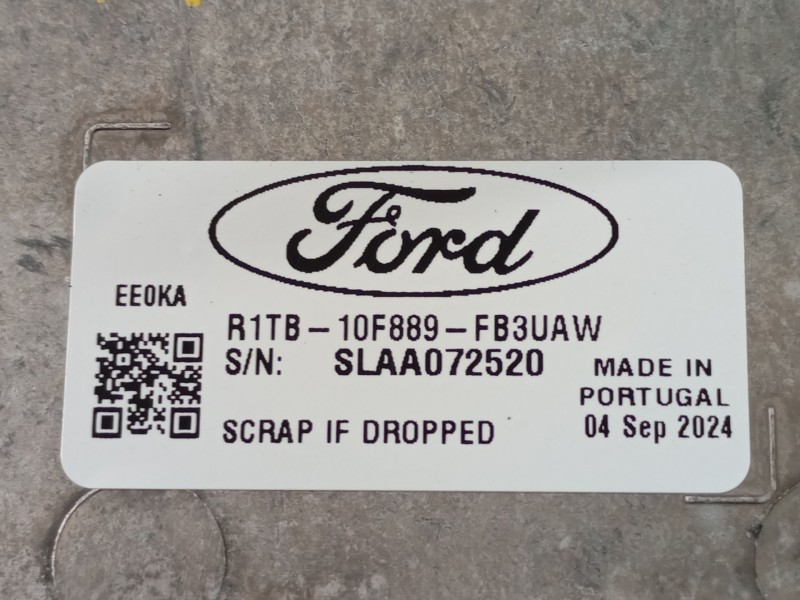 Ford
EE0KA
R1TB-10F889-FB3UAW
S/N: SLAA072520
MADE IN
PORTUGAL
SCRAP IF DROPPED
04 Sep 2024